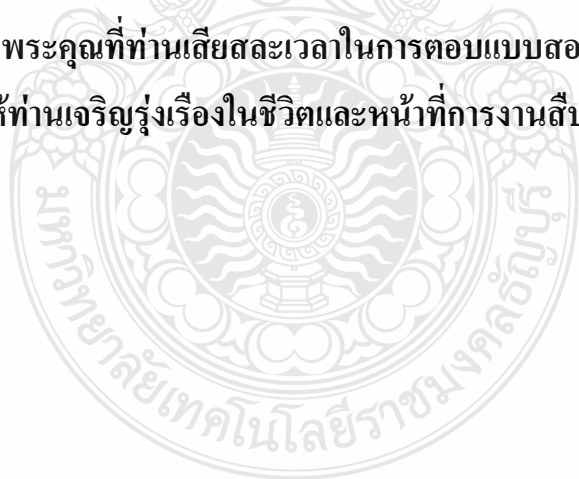 พระคุณที่ท่านเสียสละเวลาในการตอบแบบสอ
ห้ท่านเจริญรุ่งเรืองในชีวิตและหน้าที่การงานสืบ
มหาวิทยาลัยเทคโนโลยีราชมงคลธัญบุรี